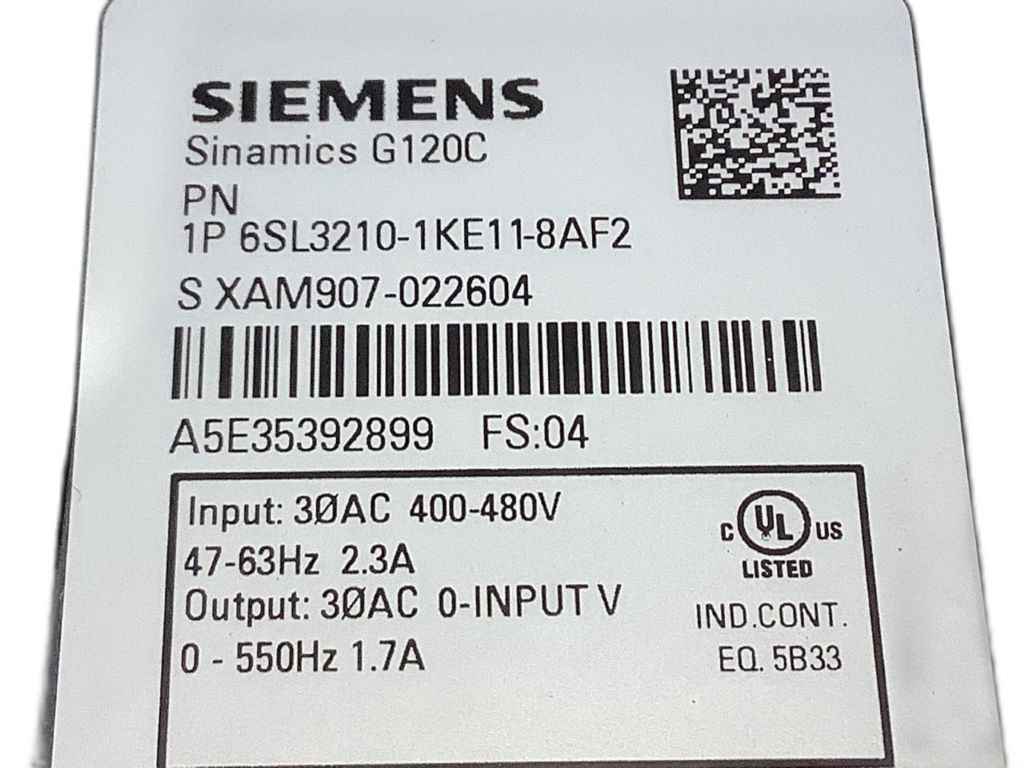 SIEMENS
Sinamics G120C
PN
1P 6SL3210-1KE11-8AF2
S XAM907-022604
A5E35392899 FS:04
Input: 3ØAC 400-480V
47-63Hz 2.3A
Output: 3ØAC 0-INPUT V
0 - 550Hz 1.7A
C UL US
LISTED
IND.CONT.
EQ. 5B33